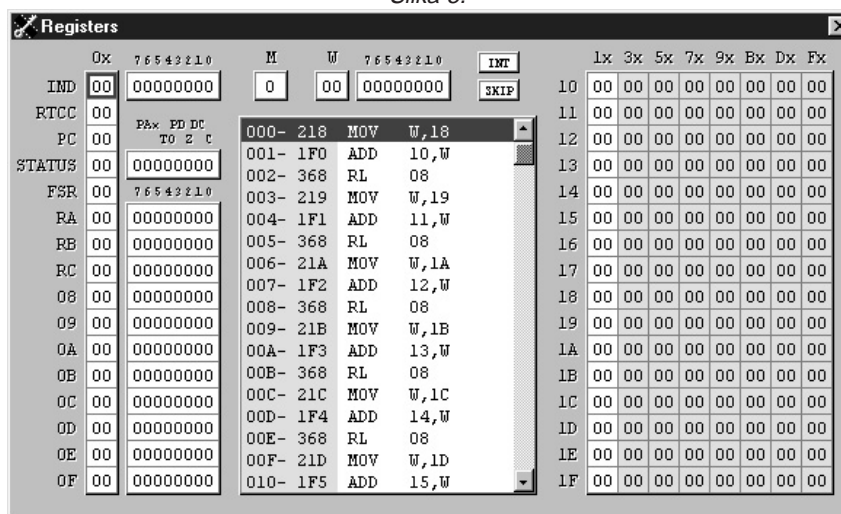 Slika 5.
Registers
0x 76543210 M W 76543210 INT 1x 3x 5x 7x 9x Bx Dx Fx
IND 00 00000000 0 00 00000000 SKIP 10 00 00 00 00 00 00 00 00
RTCC 00 11 00 00 00 00 00 00 00 00
PAx PD DC
PC 00 TO Z C 000- 218 MOV W,18 12 00 00 00 00 00 00 00 00
STATUS 00 00000000 001- 1F0 ADD 10,W 13 00 00 00 00 00 00 00 00
002- 368 RL 08
FSR 00 76543210 003- 219 MOV W,19 14 00 00 00 00 00 00 00 00
RA 00 00000000 004- 1F1 ADD 11,W 15 00 00 00 00 00 00 00 00
RB 00 00000000 005- 368 RL 08 16 00 00 00 00 00 00 00 00
RC 00 00000000 006- 21A MOV W,1A 17 00 00 00 00 00 00 00 00
007- 1F2 ADD 12,W
08 00 00000000 008- 368 RL 08 18 00 00 00 00 00 00 00 00
09 00 00000000 009- 21B MOV W,1B 19 00 00 00 00 00 00 00 00
0A 00 00000000 00A- 1F3 ADD 13,W 1A 00 00 00 00 00 00 00 00
0B 00 00000000 00B- 368 RL 08 1B 00 00 00 00 00 00 00 00
0C 00 00000000 00C- 21C MOV W,1C 1C 00 00 00 00 00 00 00 00
0D 00 00000000 00D- 1F4 ADD 14,W 1D 00 00 00 00 00 00 00 00
00E- 368 RL 08
0E 00 00000000 00F- 21D MOV W,1D 1E 00 00 00 00 00 00 00 00
0F 00 00000000 010- 1F5 ADD 15,W 1F 00 00 00 00 00 00 00 00